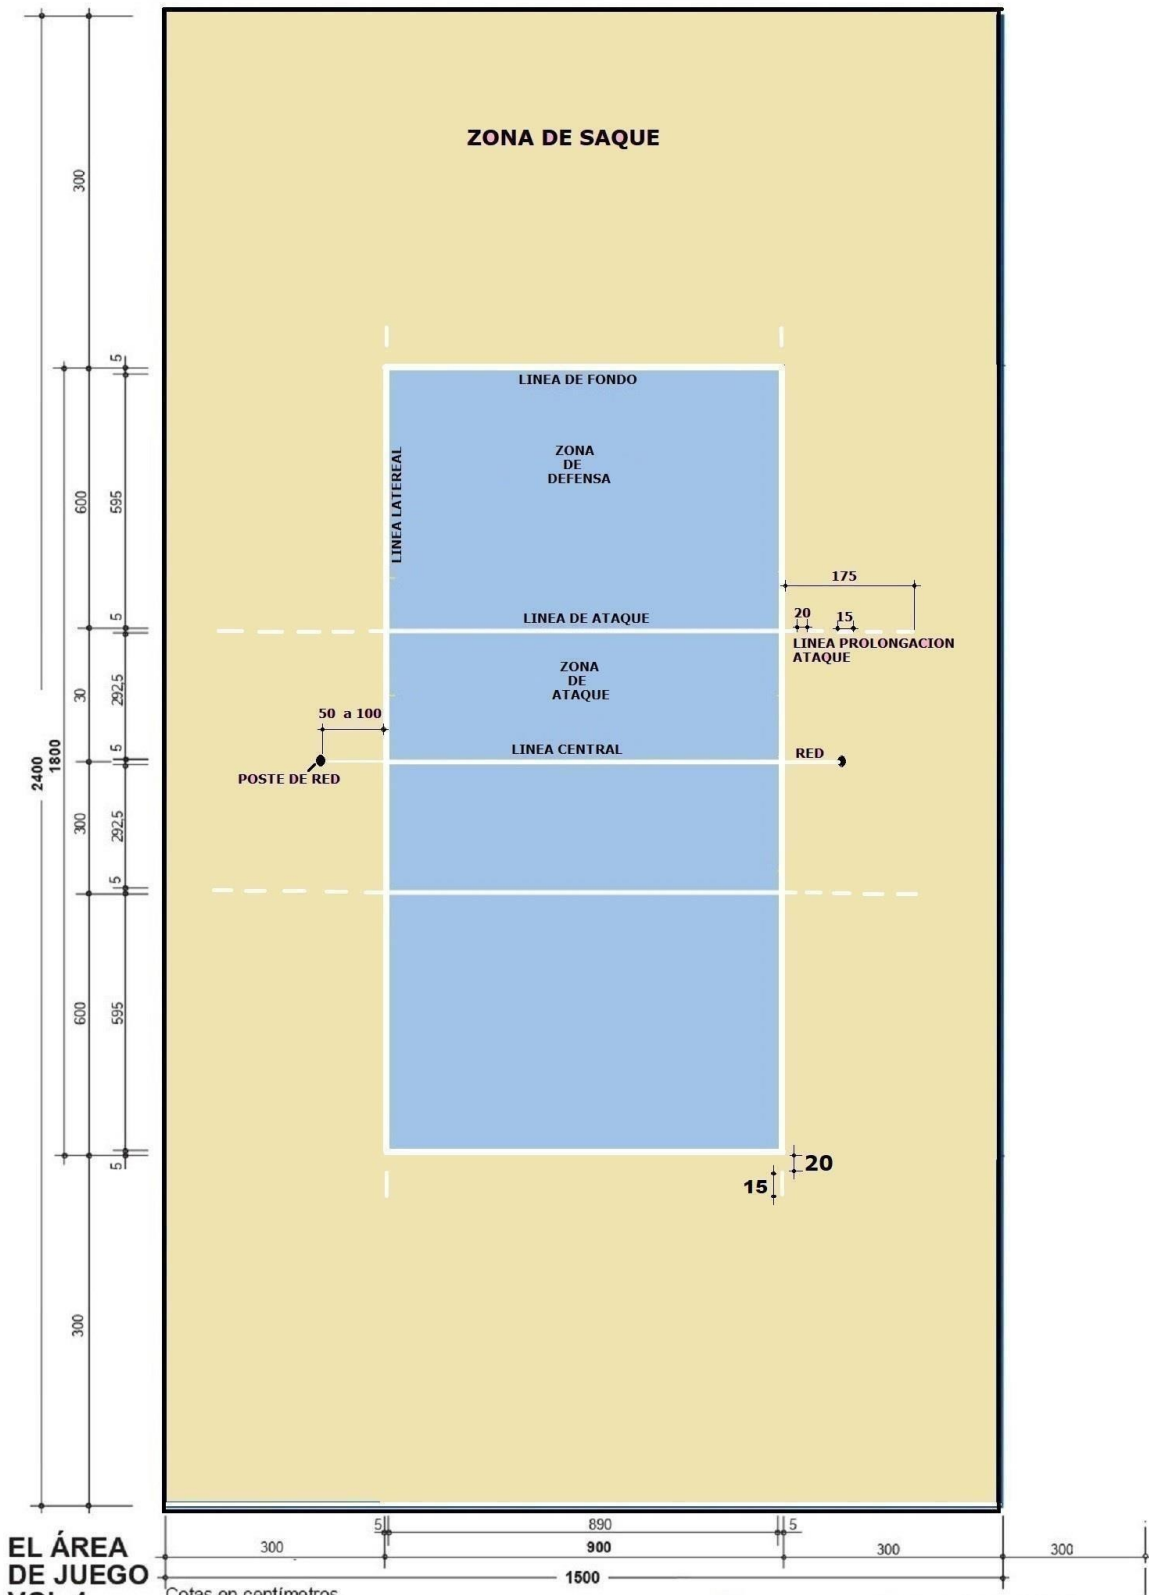 ZONA DE SAQUE
300
5
LINEA DE FONDO
ZONA
DE
DEFENSA
LINEA LATEREAL
600
595
175
5
LINEA DE ATAQUE
20
15
LINEA PROLONGACION
ATAQUE
ZONA
DE
ATAQUE
30
292,5
50 a 100
5
LINEA CENTRAL
RED
POSTE DE RED
2400
1800
300
292,5
5
600
595
5
20
15
300
5
890
5
300
900
300
300
1500
EL ÁREA
DE JUEGO
Cotas en centímetros